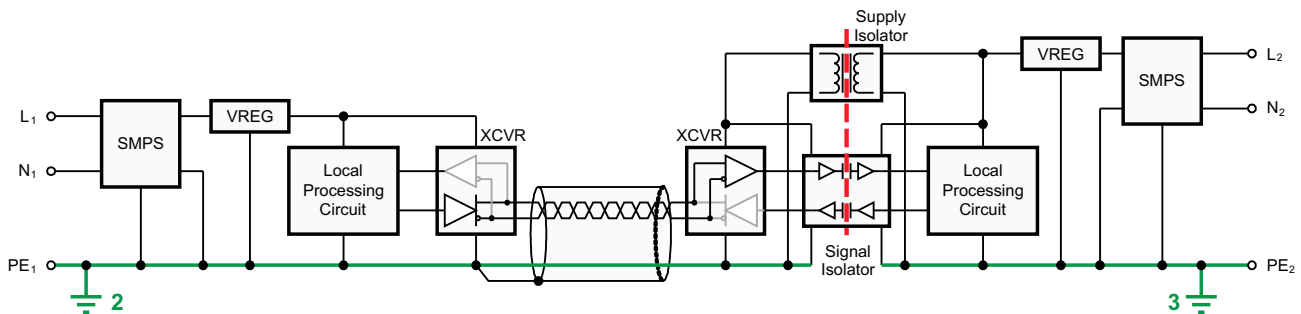 Supply
Isolator
VREG
SMPS
L2
N2
L1
N1
SMPS
VREG
XCVR
XCVR
Local
Processing
Circuit
Local
Processing
Circuit
Signal
Isolator
PE1
PE2
2
3